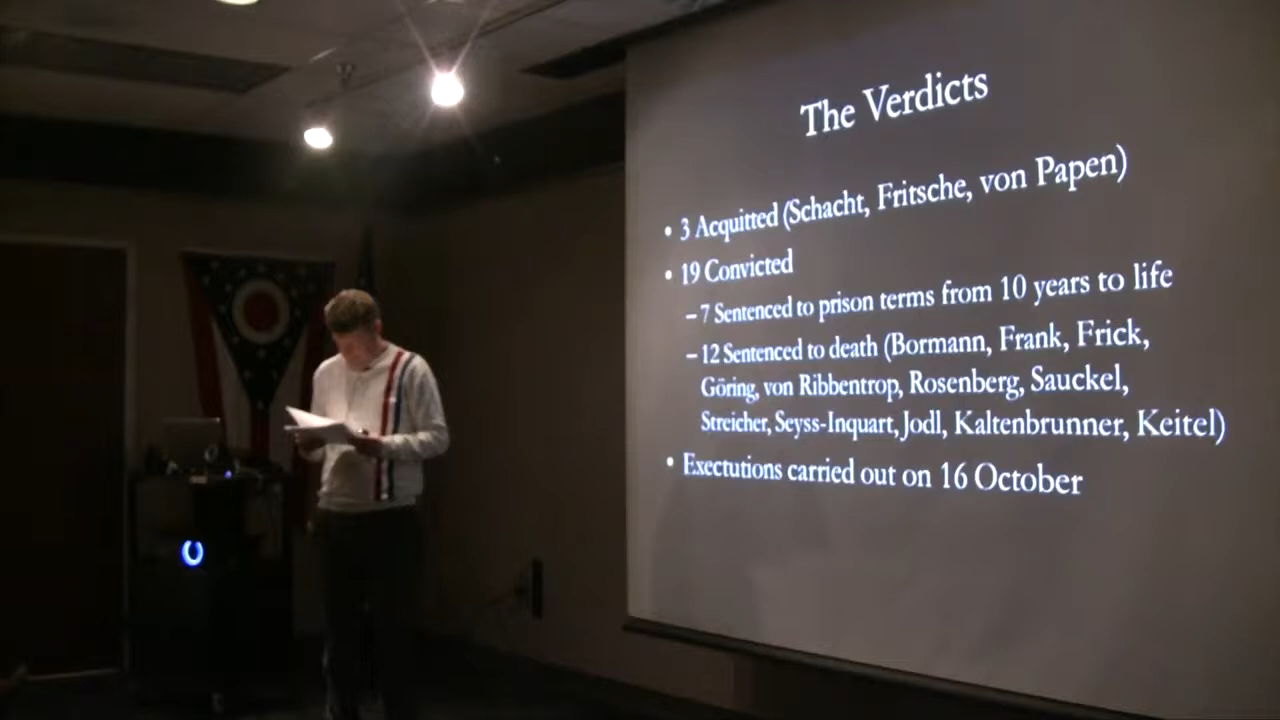 The Verdicts
• 3 Acquitted (Schacht, Fritsche, von Papen)
• 19 Convicted
– 7 Sentenced to prison terms from 10 years to life
– 12 Sentenced to death (Bormann, Frank, Frick,
Göring, von Ribbentrop, Rosenberg, Sauckel,
Streicher, Seyss-Inquart, Jodl, Kaltenbrunner, Keitel)
• Exectutions carried out on 16 October